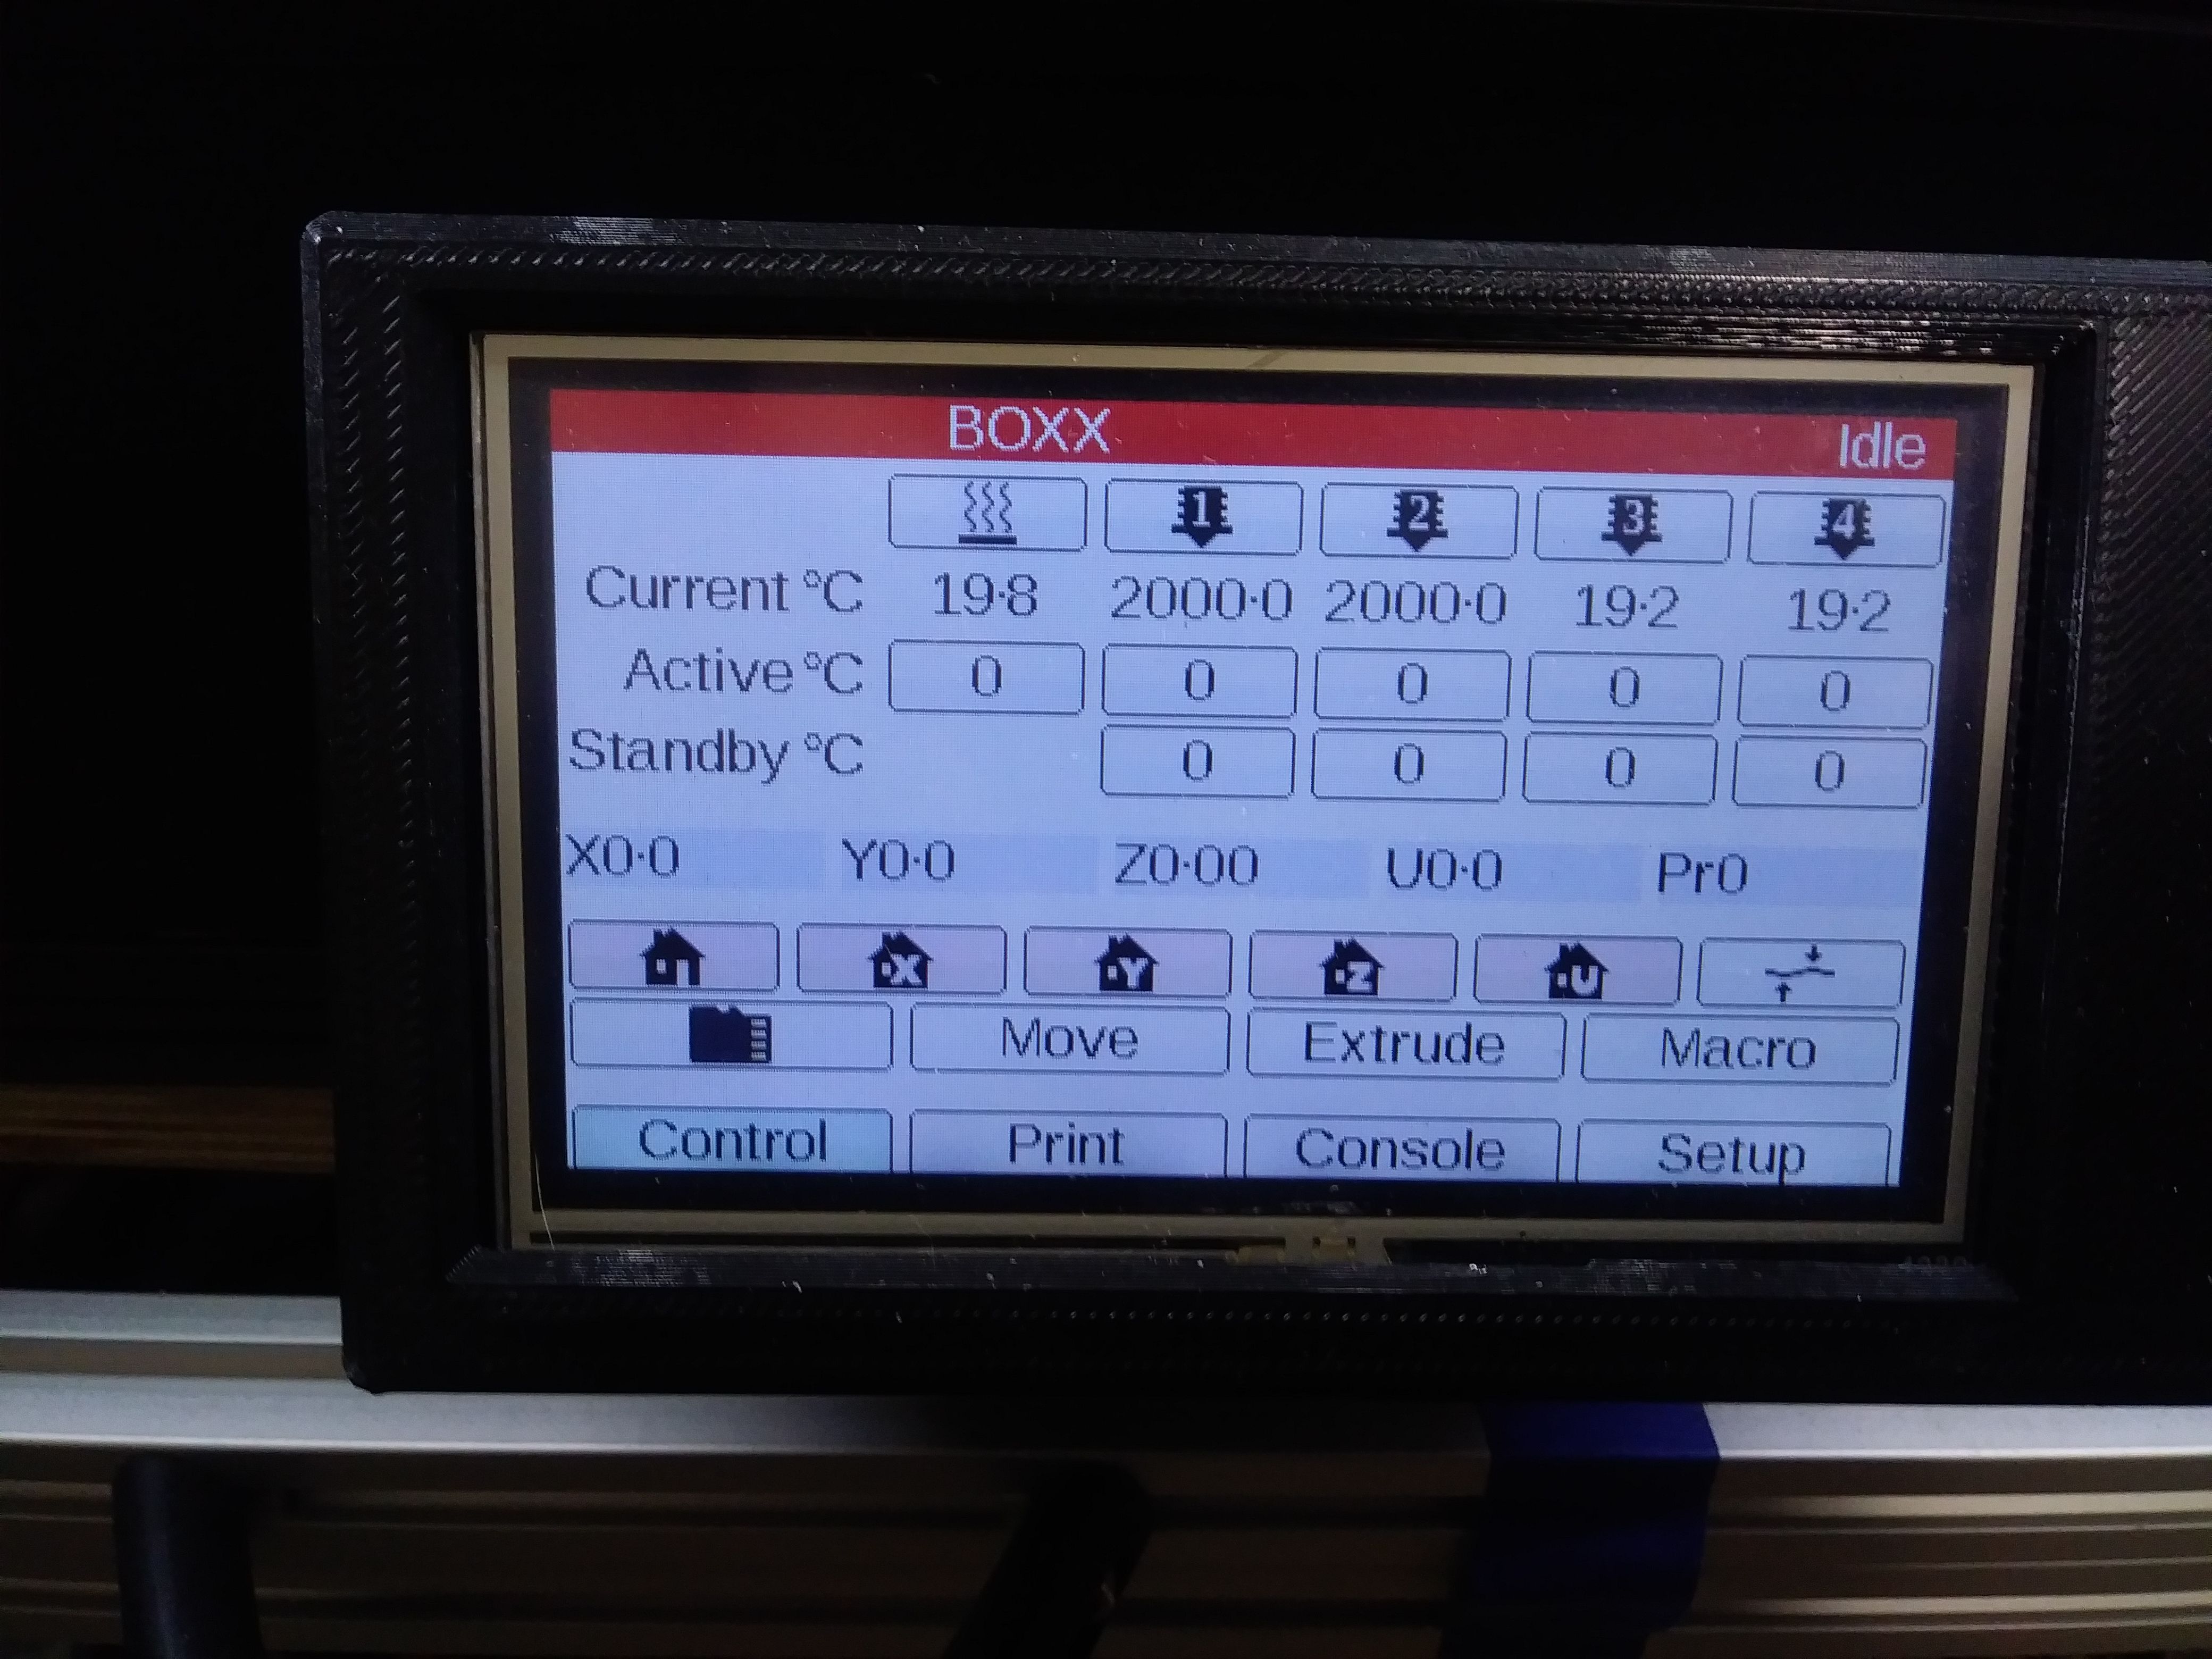 BOXX Idle
1 2 3 4
Current °C 19·8 2000·0 2000·0 19·2 19·2
Active °C 0 0 0 0 0
Standby °C 0 0 0 0
X0·0 Y0·0 Z0·00 U0·0 Pr0
X Y Z U
Move Extrude Macro
Control Print Console Setup